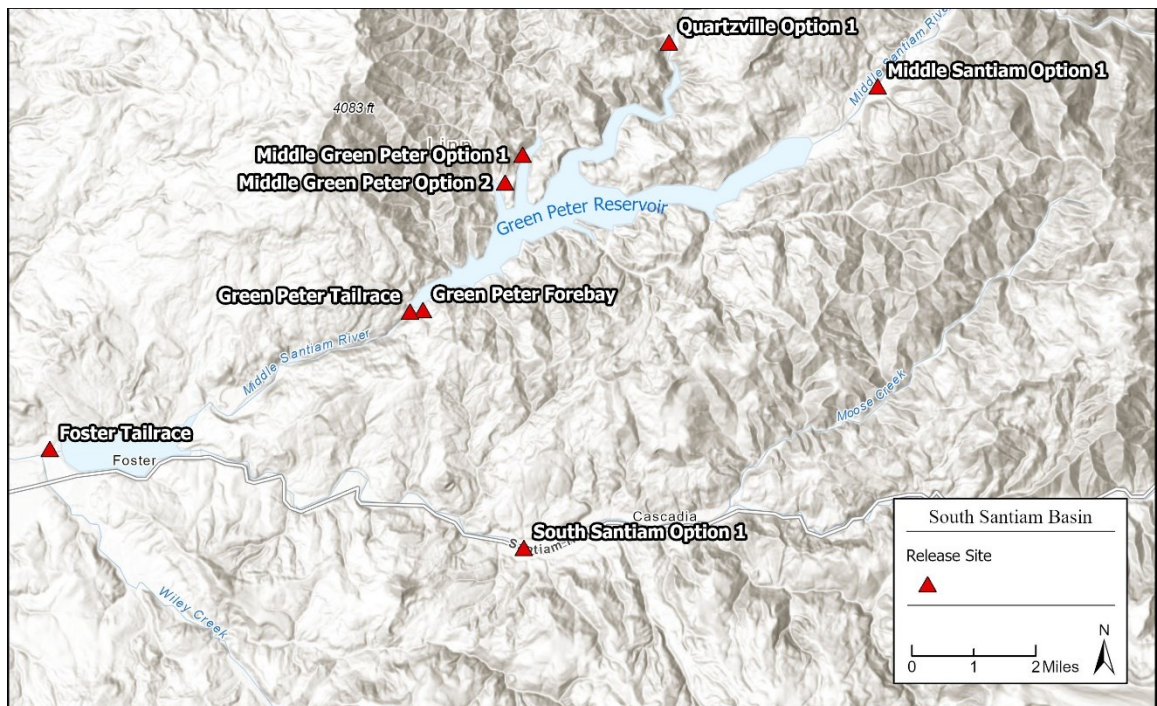 Quartzville Option 1
Middle Santiam River
Middle Santiam Option 1
4083 ft
Linn
Middle Green Peter Option 1
Middle Green Peter Option 2
Green Peter Reservoir
Green Peter Tailrace
Green Peter Forebay
Middle Santiam River
Moose Creek
Foster Tailrace
Foster
Cascadia
South Santiam Option 1
Wiley Creek
South Santiam Basin
Release Site
N
0 1 2 Miles